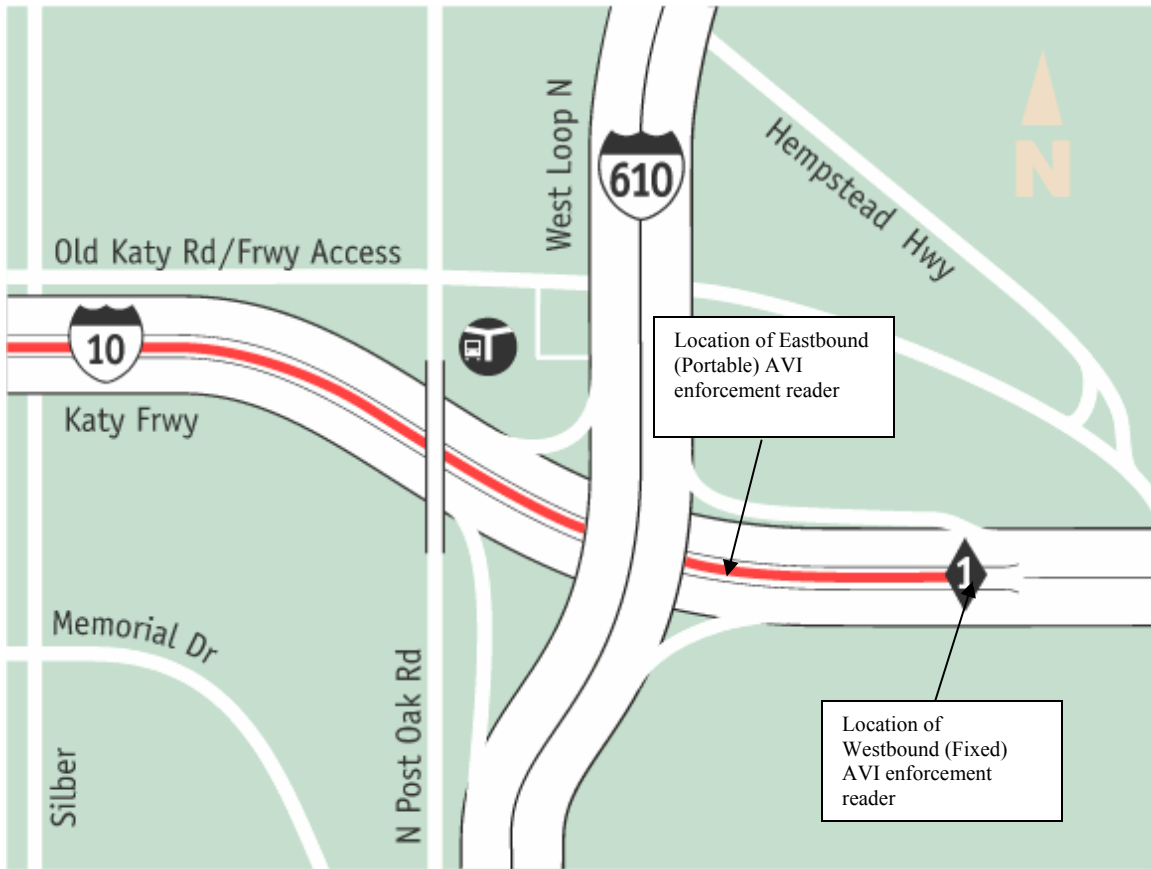 West Loop N
610
Hempstead Hwy
N
Old Katy Rd/Frwy Access
10
Katy Frwy
T
Location of Eastbound
(Portable) AVI
enforcement reader
1
Memorial Dr
N Post Oak Rd
Silber
Location of
Westbound (Fixed)
AVI enforcement
reader